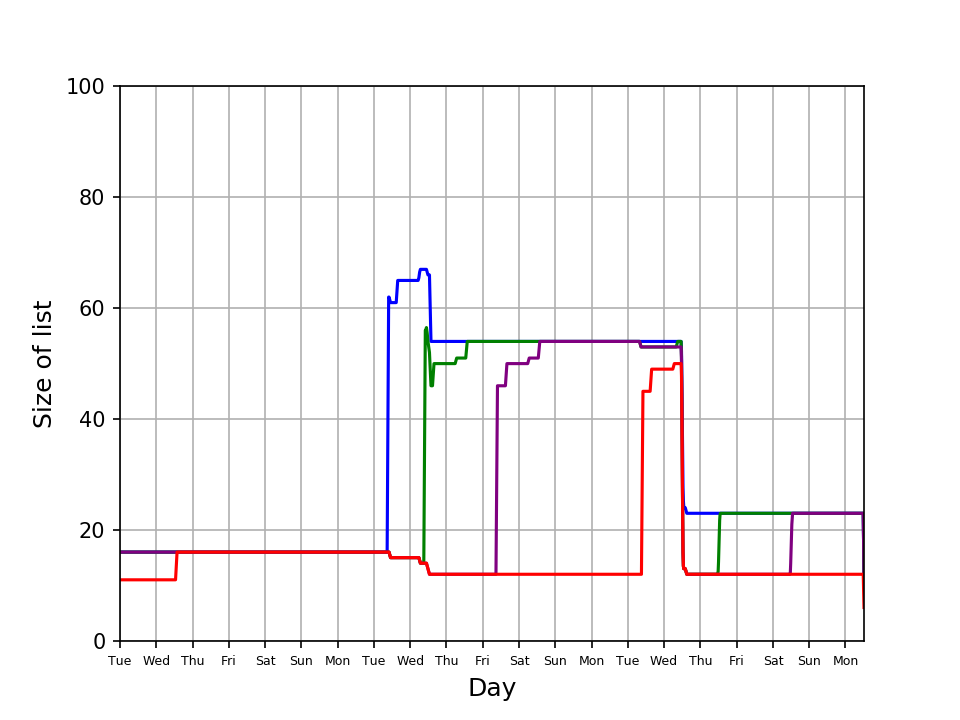 100
80
60
40
20
0
Size of list
Tue Wed Thu Fri Sat Sun Mon Tue Wed Thu Fri Sat Sun Mon Tue Wed Thu Fri Sat Sun Mon
Day